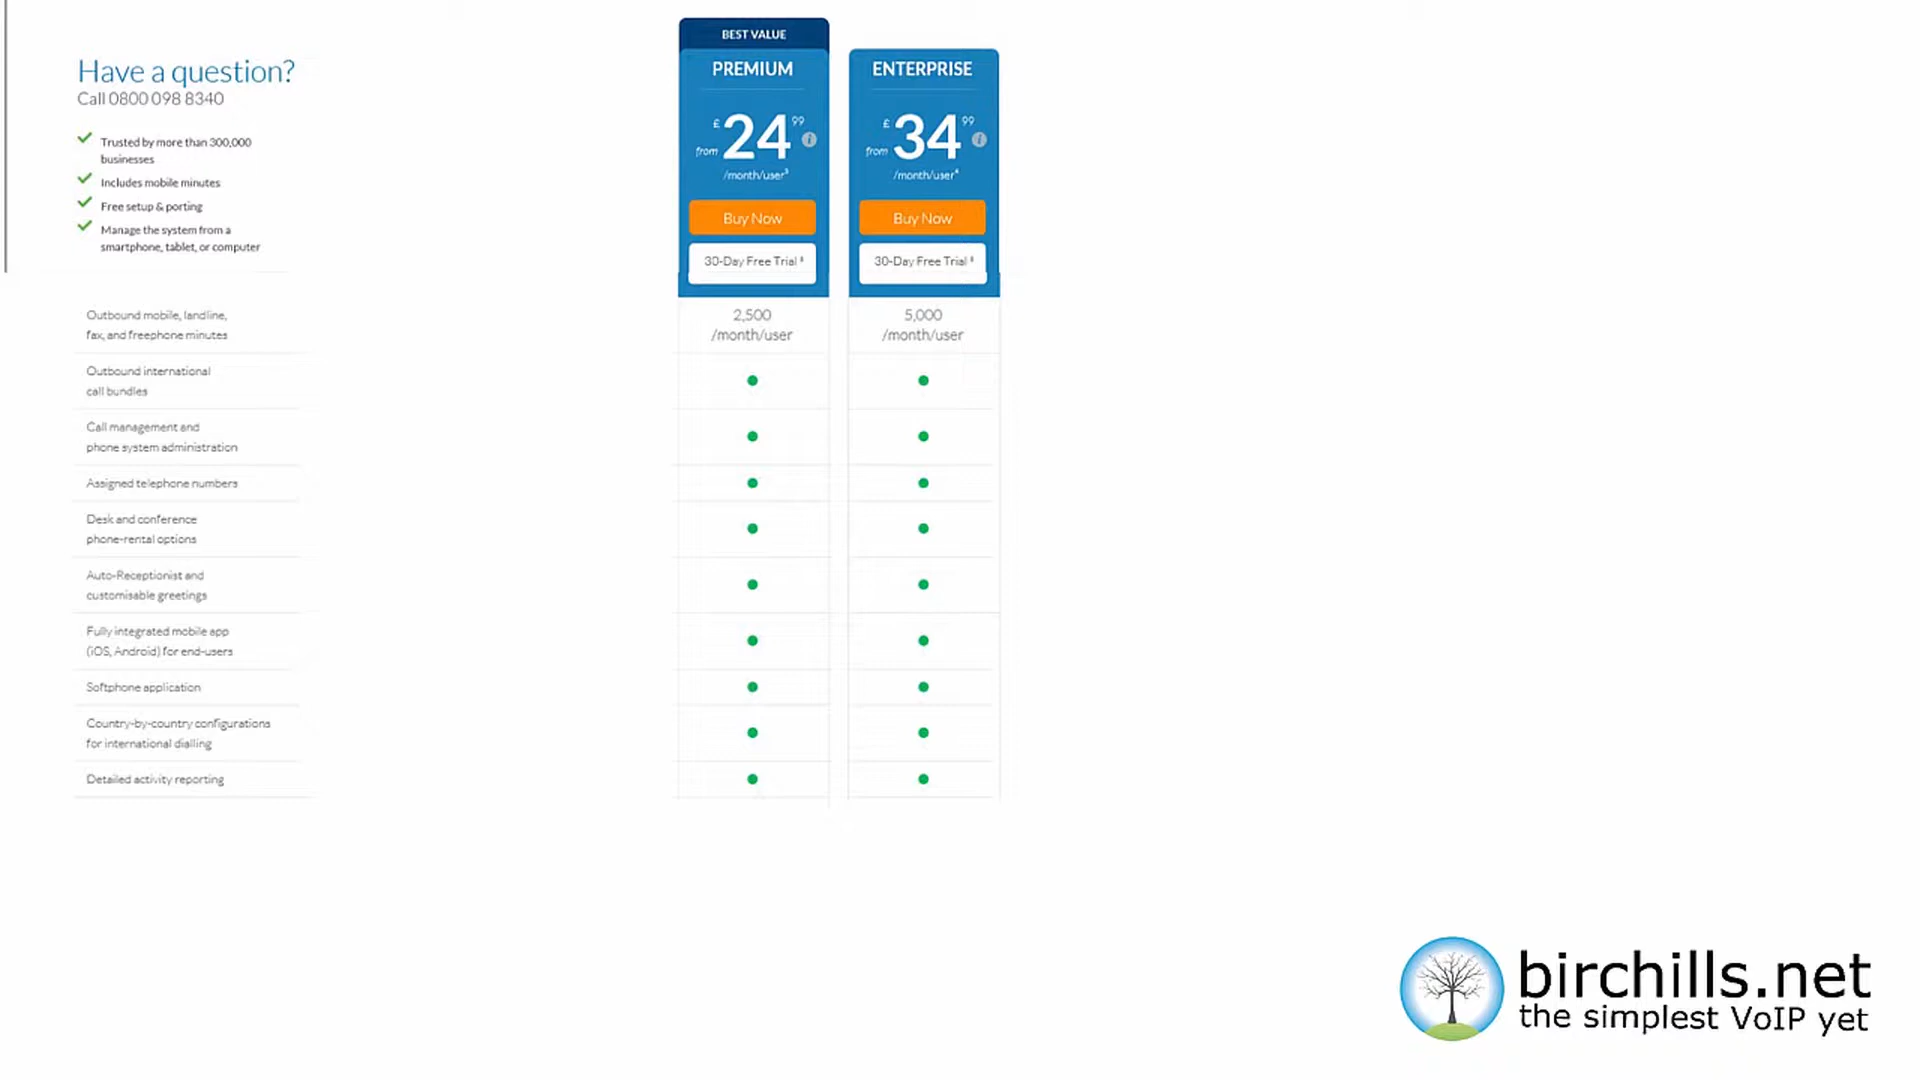 Have a question?
Call 0800 098 8340
Trusted by more than 300,000
businesses
Includes mobile minutes
Free setup & porting
Manage the system from a
smartphone, tablet, or computer
BEST VALUE
PREMIUM
£ from 24 99
/month/user³
Buy Now
30-Day Free Trial
ENTERPRISE
£ from 34 99
/month/user⁴
Buy Now
30-Day Free Trial
Outbound mobile, landline,
fax, and freephone minutes
2,500
/month/user
5,000
/month/user
Outbound international
call bundles
Call management and
phone system administration
Assigned telephone numbers
Desk and conference
phone-rental options
Auto-Receptionist and
customisable greetings
Fully integrated mobile app
(iOS, Android) for end-users
Softphone application
Country-by-country configurations
for international dialling
Detailed activity reporting
birchills.net
the simplest VoIP yet